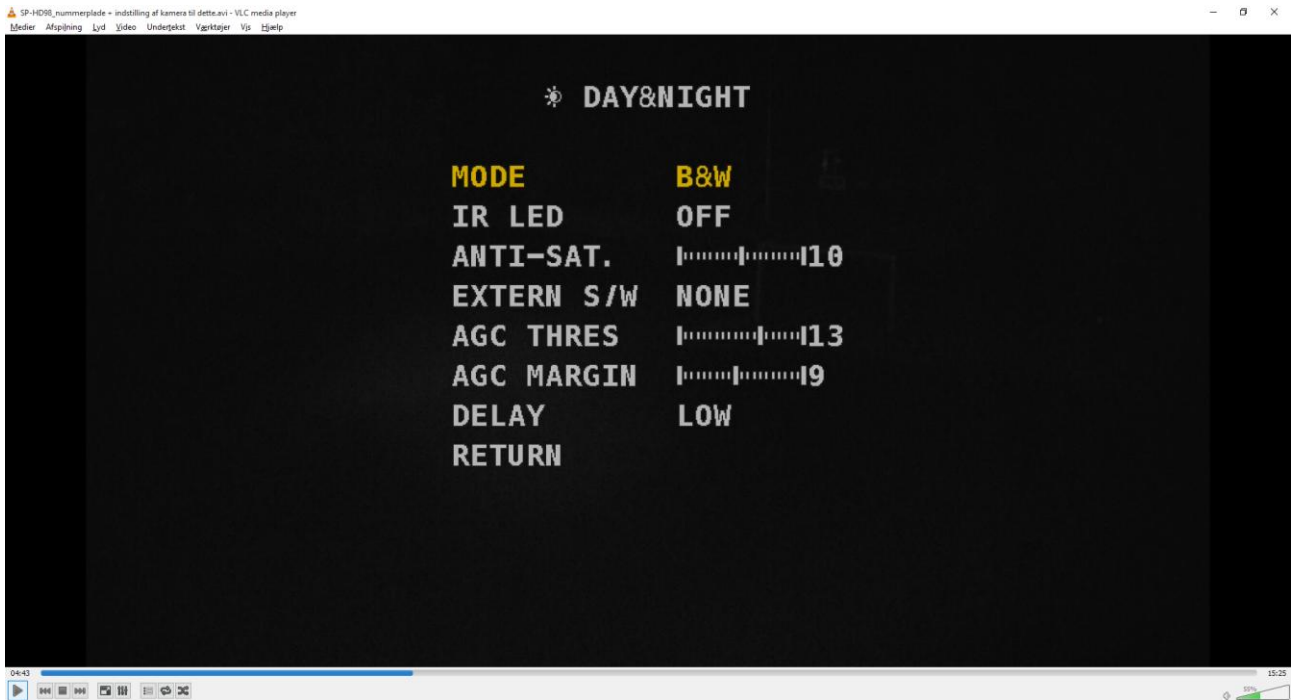 SP-HD98_nummerplade + indstilling af kamera til dette.avi - VLC media player
Medier Afspilning Lyd Video Undertekst Værktøjer Vis Hjælp
DAY&NIGHT
MODE B&W
IR LED OFF
ANTI-SAT. 10
EXTERN S/W NONE
AGC THRES 13
AGC MARGIN 9
DELAY LOW
RETURN
04:43 15:25
50%